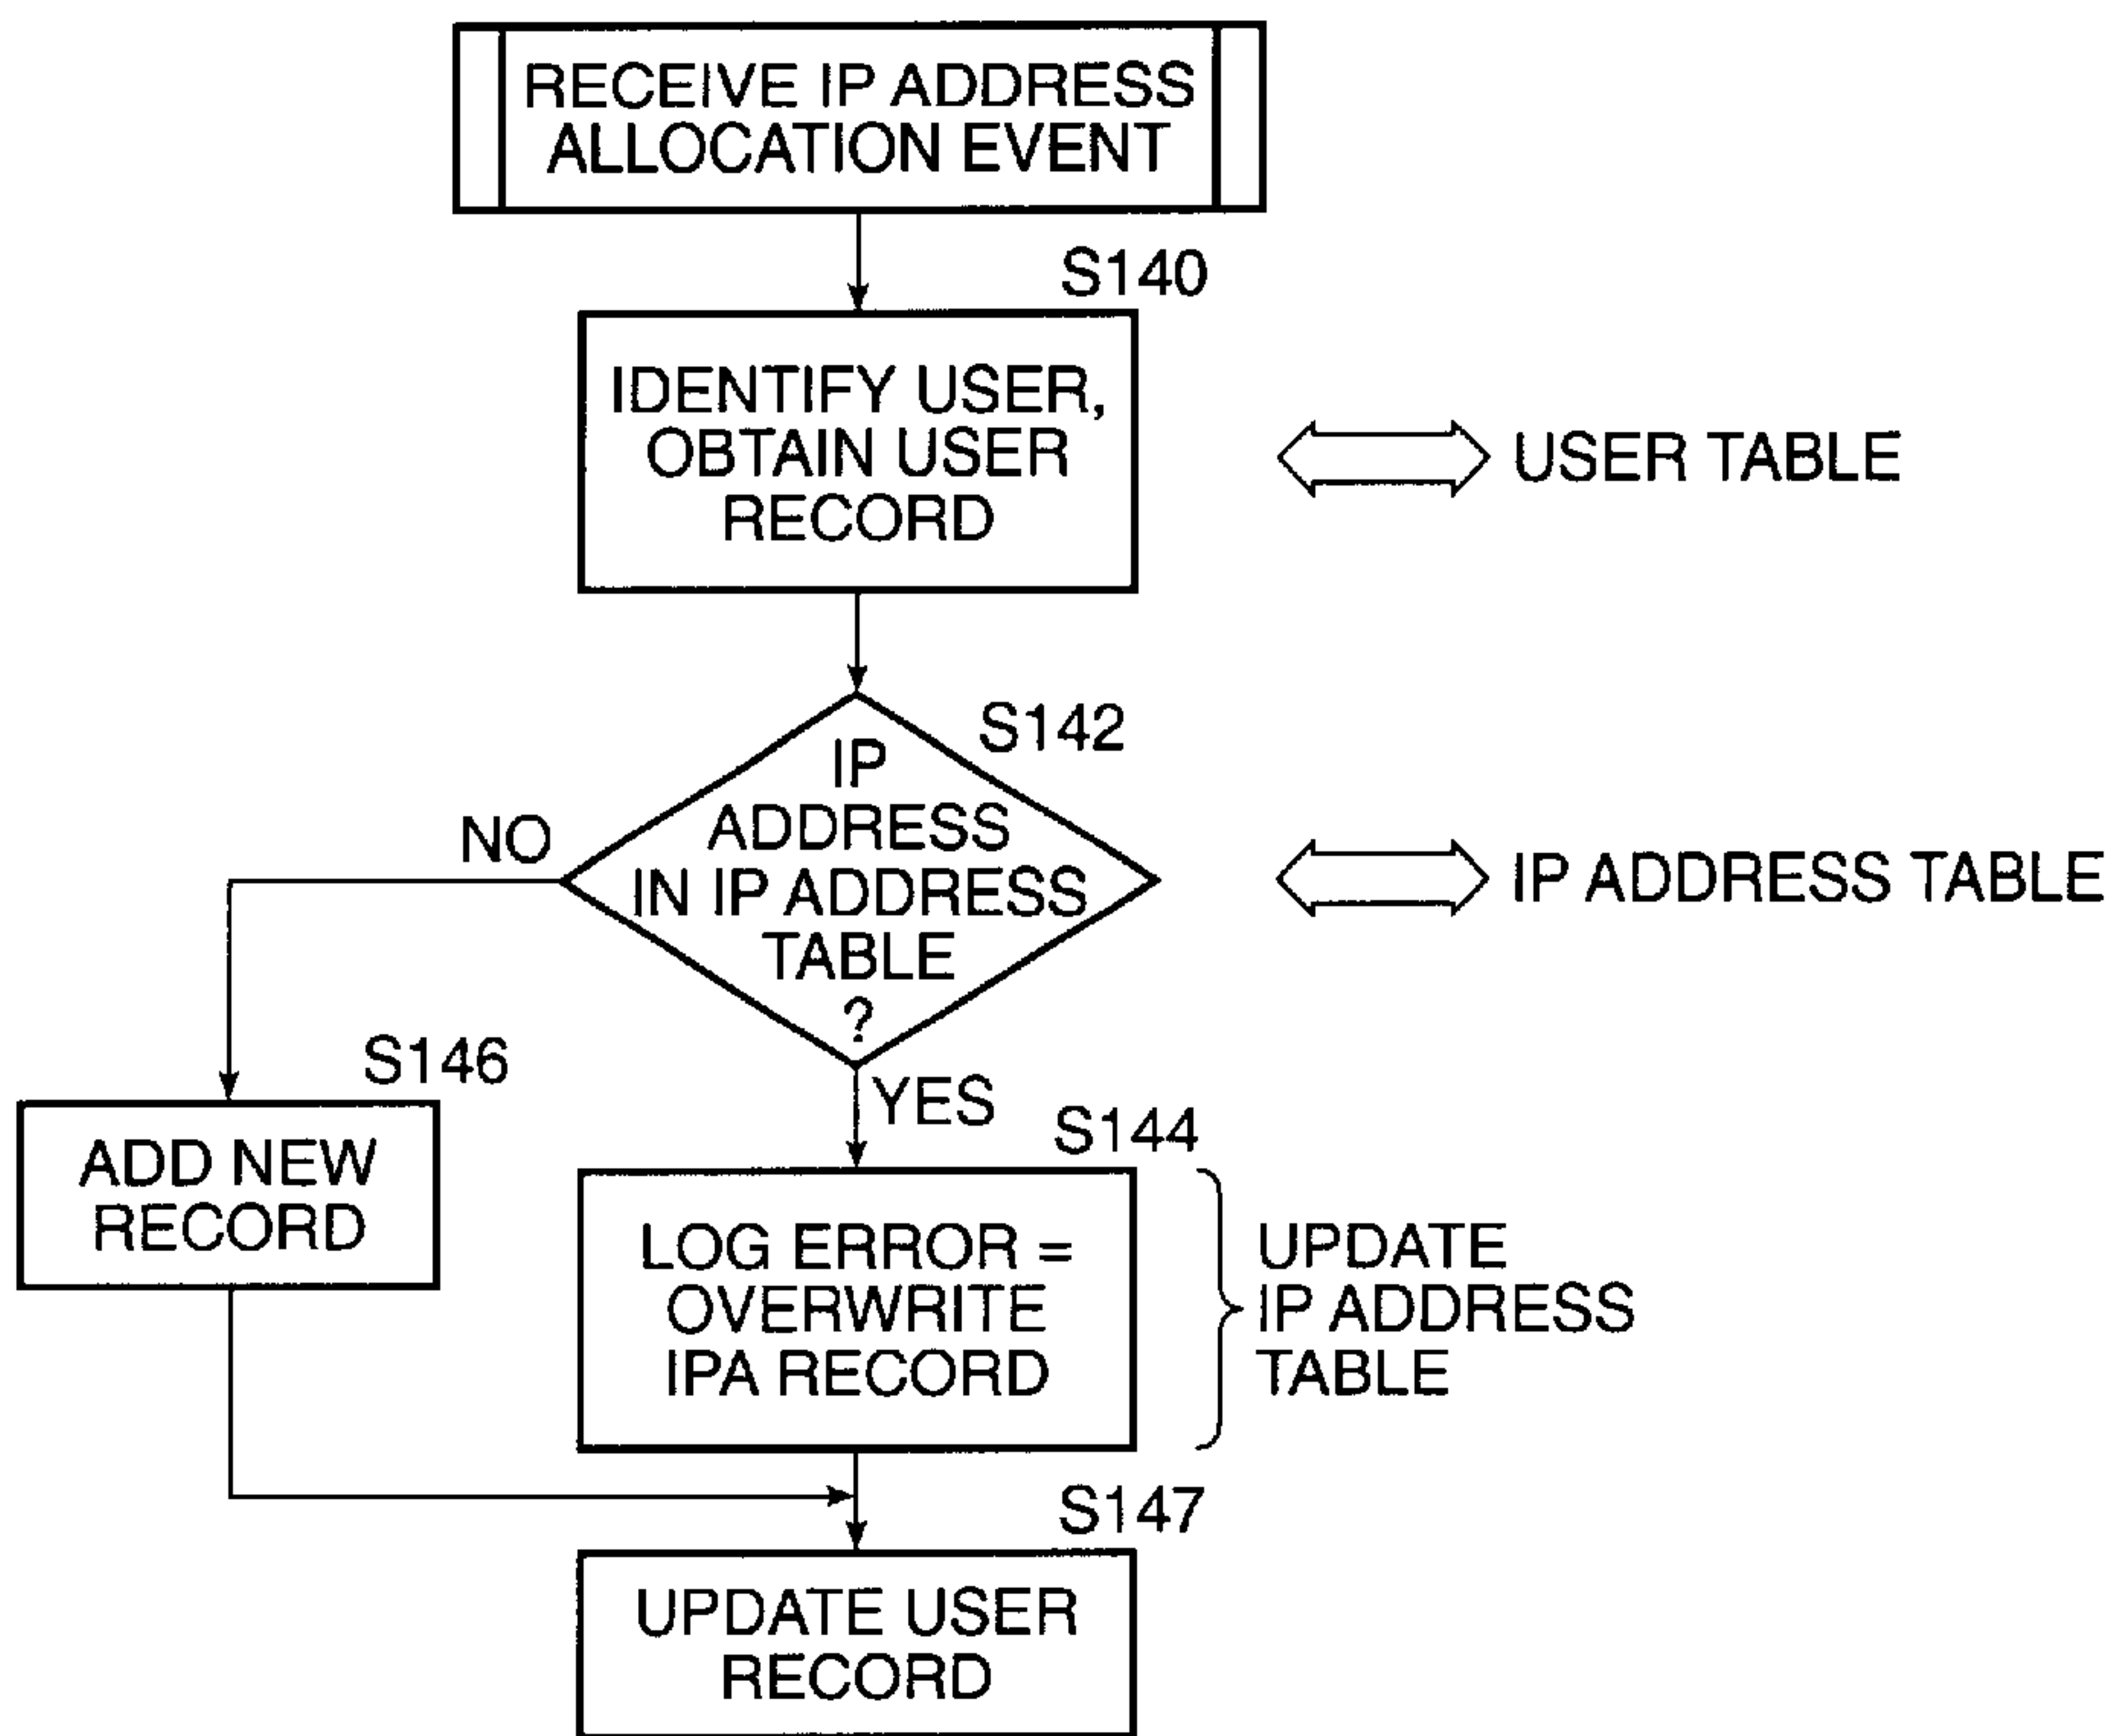 RECEIVE IP ADDRESS
ALLOCATION EVENT
S140
IDENTIFY USER,
OBTAIN USER
RECORD
USER TABLE
S142
IP
ADDRESS
IN IP ADDRESS
TABLE
?
NO
IP ADDRESS TABLE
YES
S146
ADD NEW
RECORD
S144
LOG ERROR =
OVERWRITE
IPA RECORD
UPDATE
IP ADDRESS
TABLE
S147
UPDATE USER
RECORD